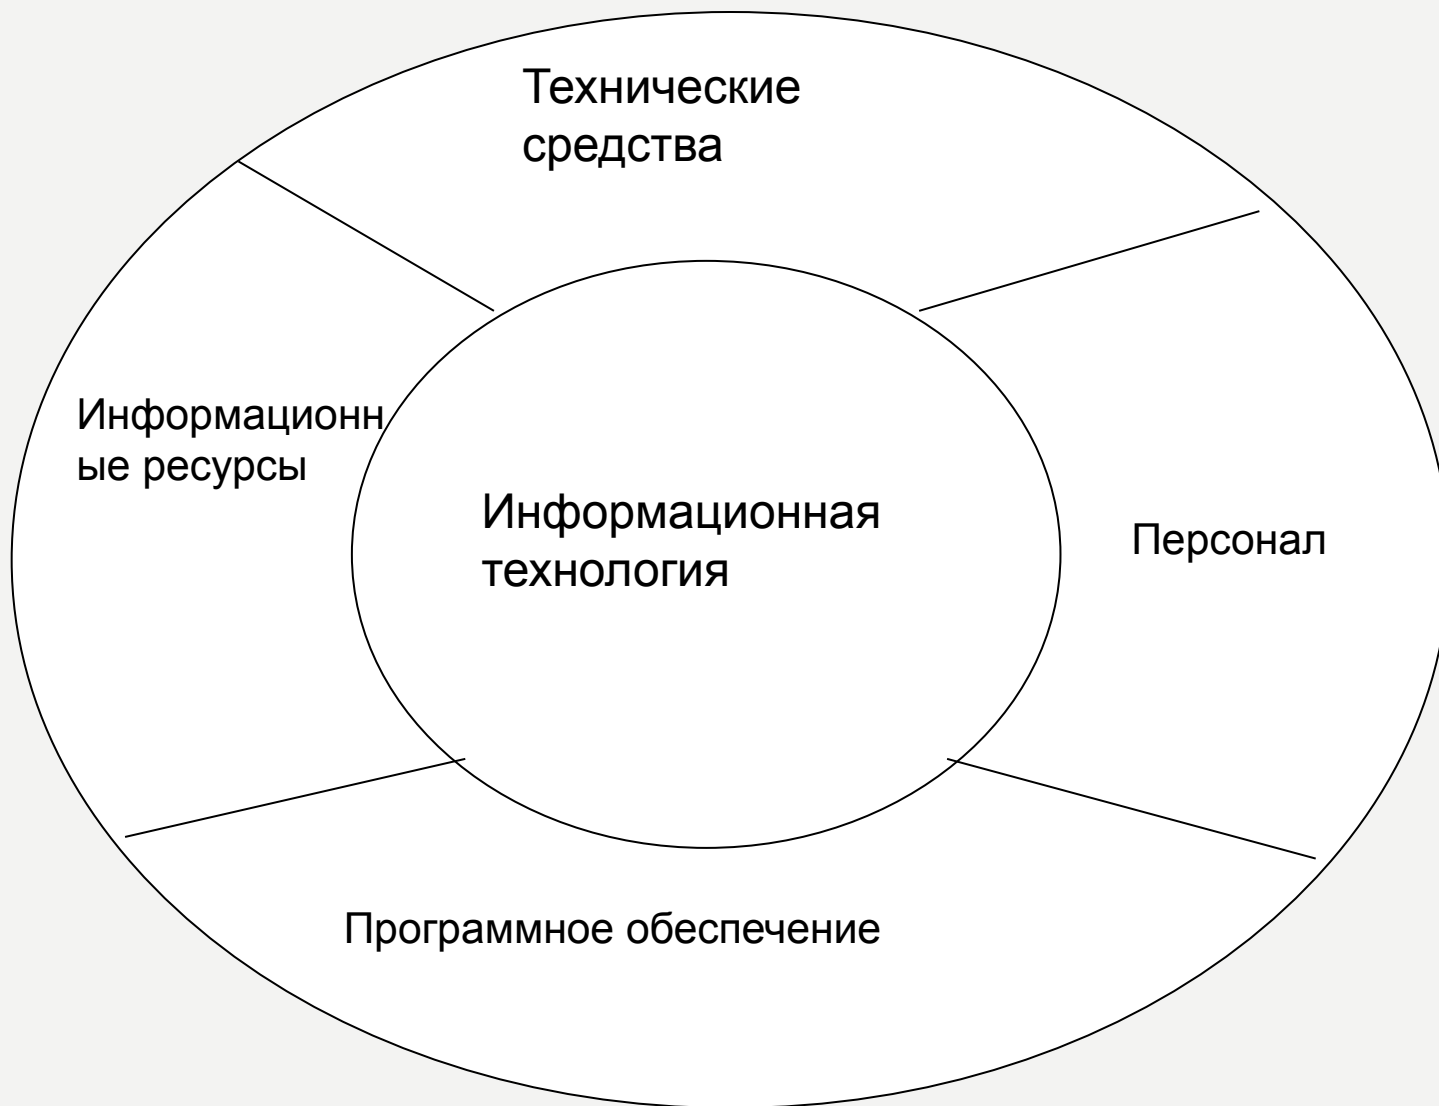 Технические
средства
Информационн
ые ресурсы
Информационная
технология
Персонал
Программное обеспечение